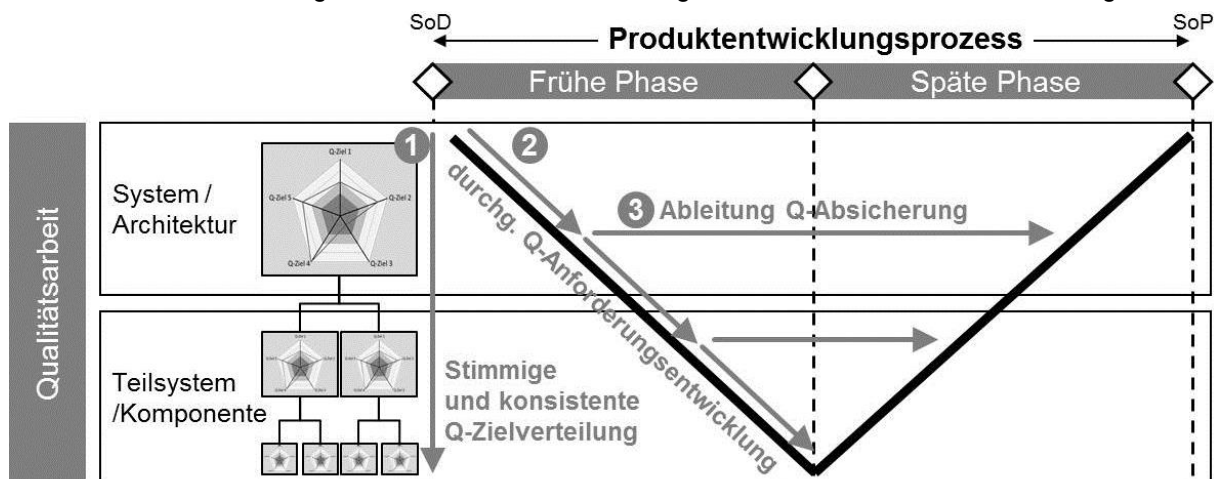 SoD
SoP
Produktentwicklungsprozess
Frühe Phase
Späte Phase
Qualitätsarbeit
System /
Architektur
Q-Ziel 1
Q-Ziel 2
Q-Ziel 3
Q-Ziel 4
Q-Ziel 5
1
2
durchg. Q-Anforderungsentwicklung
3 Ableitung Q-Absicherung
Teilsystem
/Komponente
Stimmige
und konsistente
Q-Zielverteilung